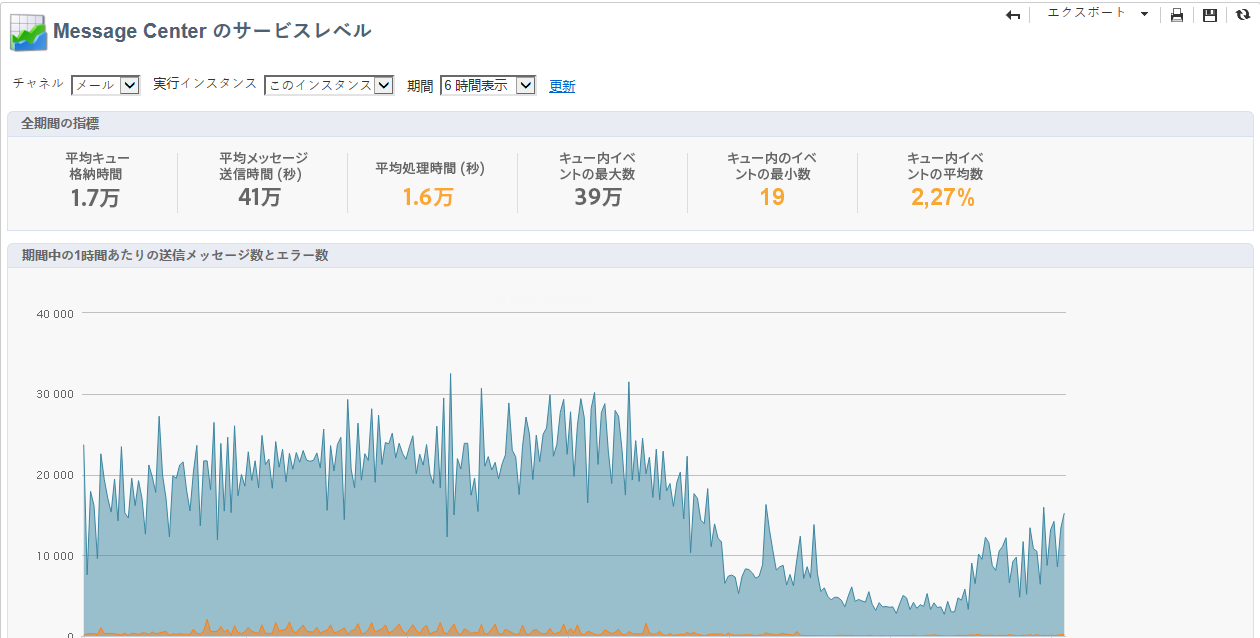 エクスポート
Message Center のサービスレベル
チャネル メール 実行インスタンス このインスタンス 期間 6 時間表示 更新
全期間の指標
平均キュー
格納時間
1.7万
平均メッセージ
送信時間 (秒)
41万
平均処理時間 (秒)
1.6万
キュー内イベ
ントの最大数
39万
キュー内のイベ
ントの最小数
19
キュー内イベ
ントの平均数
2,27%
期間中の1時間あたりの送信メッセージ数とエラー数
40 000
30 000
20 000
10 000
0